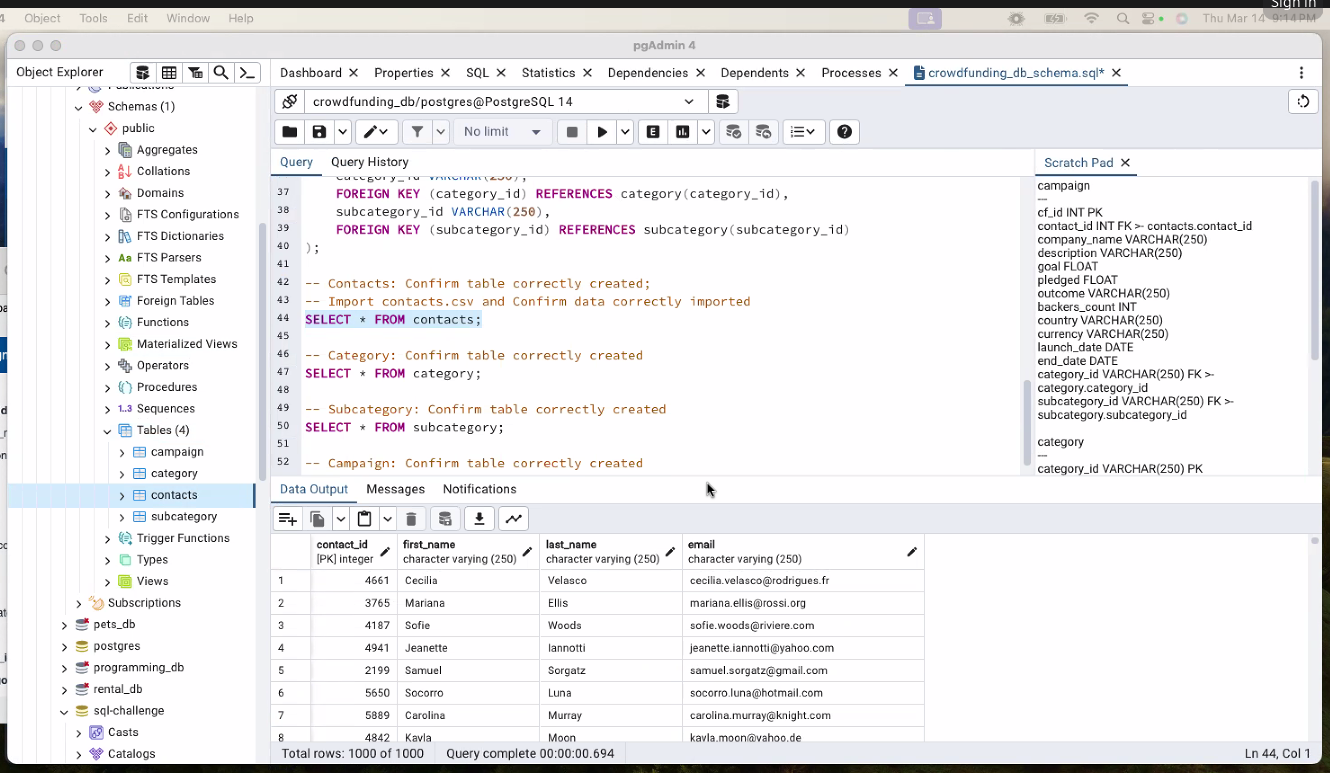 Sign in
4 Object Tools Edit Window Help Thu Mar 14 9:14PM
pgAdmin 4
Object Explorer
Dashboard Properties SQL Statistics Dependencies Dependents Processes crowdfunding_db_schema.sql*
Publications
Schemas (1)
public
Aggregates
Collations
Domains
FTS Configurations
FTS Dictionaries
FTS Parsers
FTS Templates
Foreign Tables
Functions
Materialized Views
Operators
Procedures
1..3 Sequences
Tables (4)
campaign
category
contacts
subcategory
Trigger Functions
Types
Views
Subscriptions
pets_db
postgres
programming_db
rental_db
sql-challenge
Casts
Catalogs
crowdfunding_db/postgres@PostgreSQL 14
No limit
Query Query History
category_id VARCHAR(250),
37 FOREIGN KEY (category_id) REFERENCES category(category_id),
38 subcategory_id VARCHAR(250),
39 FOREIGN KEY (subcategory_id) REFERENCES subcategory(subcategory_id)
40 );
41
42 -- Contacts: Confirm table correctly created;
43 -- Import contacts.csv and Confirm data correctly imported
44 SELECT * FROM contacts;
45
46 -- Category: Confirm table correctly created
47 SELECT * FROM category;
48
49 -- Subcategory: Confirm table correctly created
50 SELECT * FROM subcategory;
51
52 -- Campaign: Confirm table correctly created
Scratch Pad
campaign
--
cf_id INT PK
contact_id INT FK >- contacts.contact_id
company_name VARCHAR(250)
description VARCHAR(250)
goal FLOAT
pledged FLOAT
outcome VARCHAR(250)
backers_count INT
country VARCHAR(250)
currency VARCHAR(250)
launch_date DATE
end_date DATE
category_id VARCHAR(250) FK >-
category.category_id
subcategory_id VARCHAR(250) FK >-
subcategory.subcategory_id
category
--
category_id VARCHAR(250) PK
Data Output Messages Notifications
contact_id first_name last_name email
[PK] integer character varying (250) character varying (250) character varying (250)
1 4661 Cecilia Velasco cecilia.velasco@rodrigues.fr
2 3765 Mariana Ellis mariana.ellis@rossi.org
3 4187 Sofie Woods sofie.woods@riviere.com
4 4941 Jeanette Iannotti jeanette.iannotti@yahoo.com
5 2199 Samuel Sorgatz samuel.sorgatz@gmail.com
6 5650 Socorro Luna socorro.luna@hotmail.com
7 5889 Carolina Murray carolina.murray@knight.com
8 4842 Kayla Moon kayla.moon@yahoo.de
Total rows: 1000 of 1000 Query complete 00:00:00.694 Ln 44, Col 1